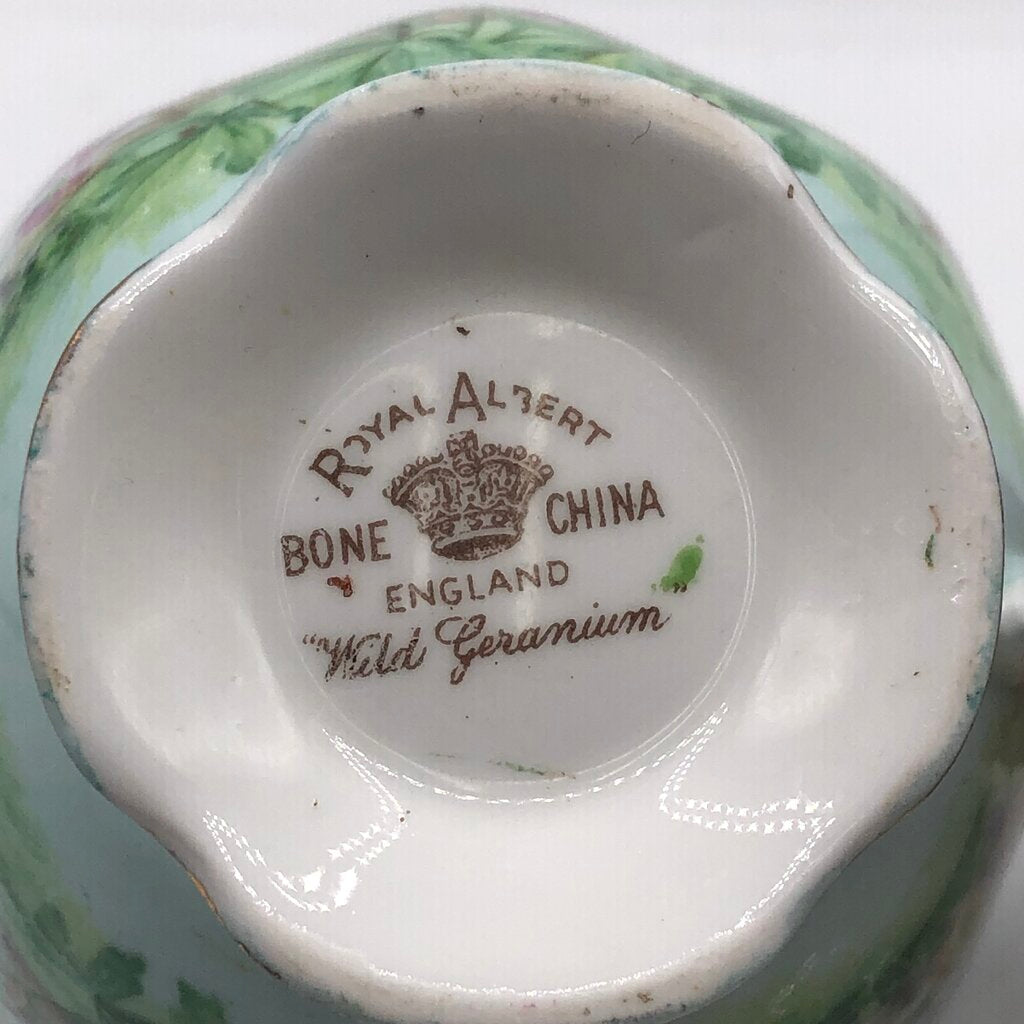 ROYAL ALBERT
BONE CHINA
ENGLAND
"Wild Geranium"